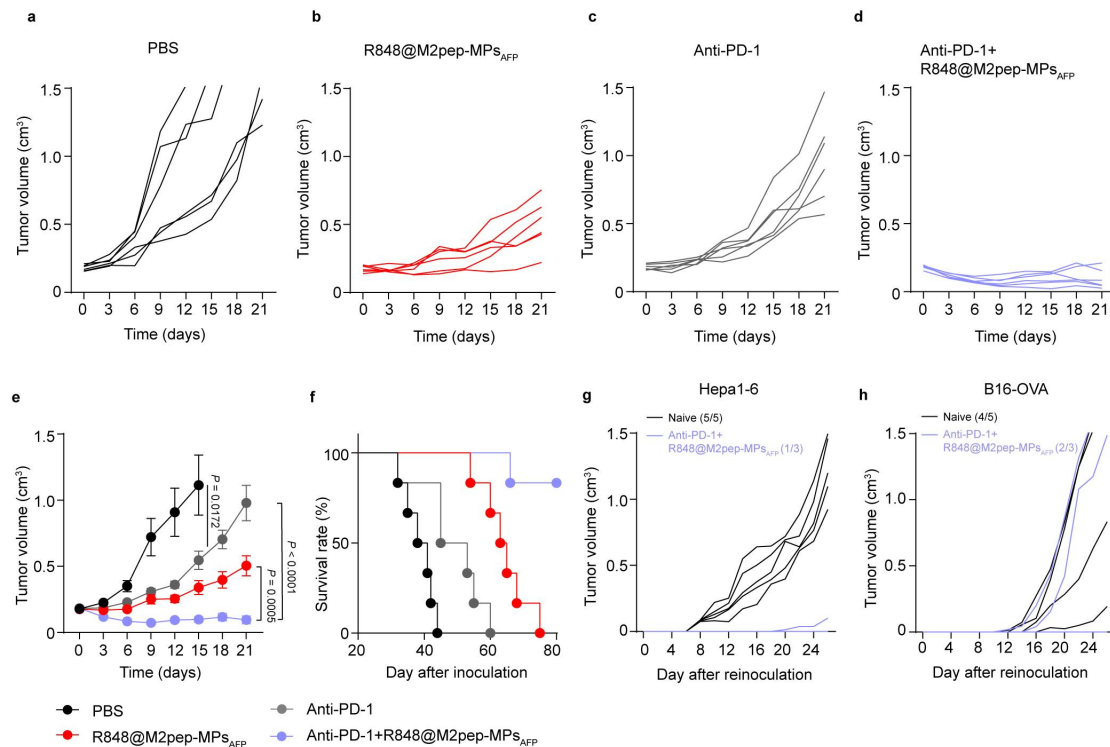 a
PBS
Tumor volume (cm³)
1.5
1.0
0.5
0
0 3 6 9 12 15 18 21
Time (days)
b
R848@M2pep-MPsAFP
Tumor volume (cm³)
1.5
1.0
0.5
0
0 3 6 9 12 15 18 21
Time (days)
c
Anti-PD-1
Tumor volume (cm³)
1.5
1.0
0.5
0
0 3 6 9 12 15 18 21
Time (days)
d
Anti-PD-1+
R848@M2pep-MPsAFP
Tumor volume (cm³)
1.5
1.0
0.5
0
0 3 6 9 12 15 18 21
Time (days)
e
Tumor volume (cm³)
1.5
1.0
0.5
0
0 3 6 9 12 15 18 21
Time (days)
P = 0.0172
P = 0.0005
P < 0.0001
f
Survival rate (%)
100
50
0
0 20 40 60 80
Day after inoculation
g
Hepa1-6
Naive (5/5)
Anti-PD-1+
R848@M2pep-MPsAFP (1/3)
Tumor volume (cm³)
1.5
1.0
0.5
0
0 4 8 12 16 20 24
Day after reinoculation
h
B16-OVA
Naive (4/5)
Anti-PD-1+
R848@M2pep-MPsAFP (2/3)
Tumor volume (cm³)
1.5
1.0
0.5
0
0 4 8 12 16 20 24
Day after reinoculation
PBS
Anti-PD-1
R848@M2pep-MPsAFP
Anti-PD-1+R848@M2pep-MPsAFP